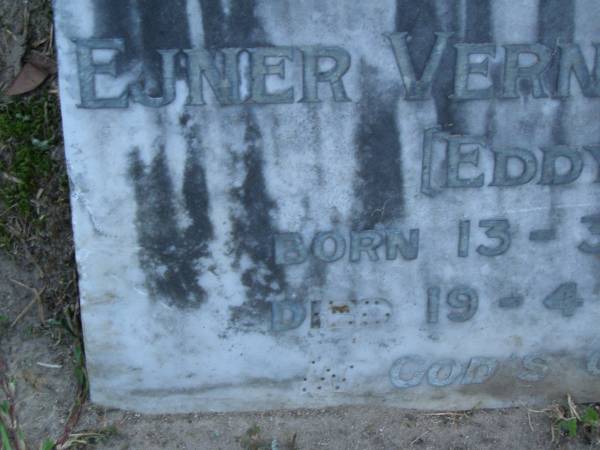 EJNER VERN
[EDDY
BORN 13-3
DIED 19-4
GOD'S